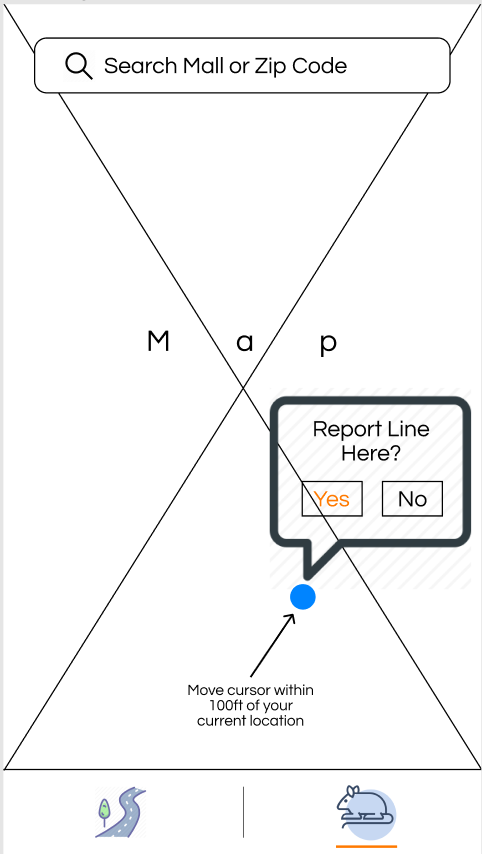 Search Mall or Zip Code
M a p
Report Line
Here?
Yes No
Move cursor within
100ft of your
current location